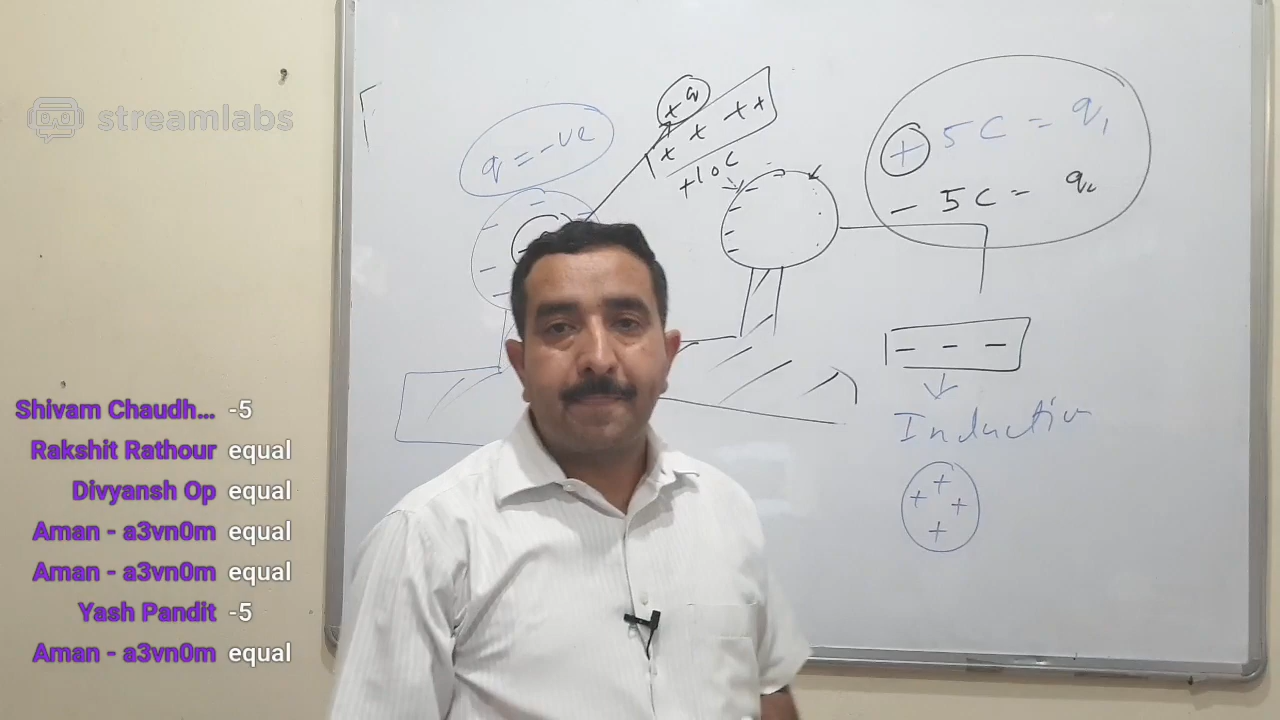 streamlabs
q = -ve
+q
+ + + +
+10C
+ 5C = q₁
- 5C = q
- - -
Induction
+ + + +
Shivam Chaudh... -5
Rakshit Rathour equal
Divyansh Op equal
Aman - a3vn0m equal
Aman - a3vn0m equal
Yash Pandit -5
Aman - a3vn0m equal